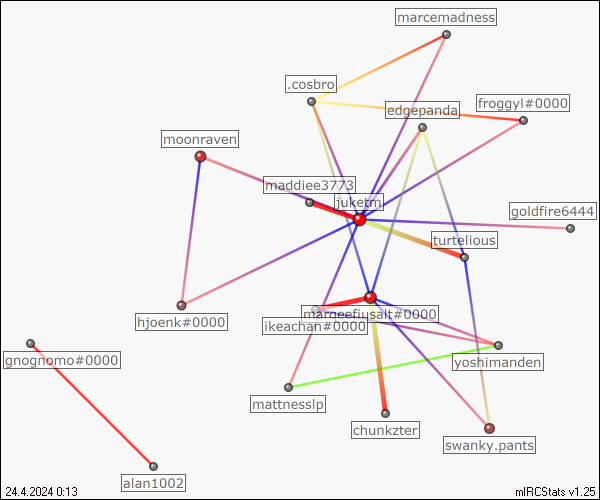 marcemadness
.cosbro
froggyl#0000
edgepanda
moonraven
maddiee3773
juketm
goldfire6444
turtelious
margeefjusalt#0000
hjoenk#0000
ikeachan#0000
gnognomo#0000
yoshimanden
mattnesslp
chunkzter
swanky.pants
alan1002
24.4.2024 0:13
mIRCStats v1.25